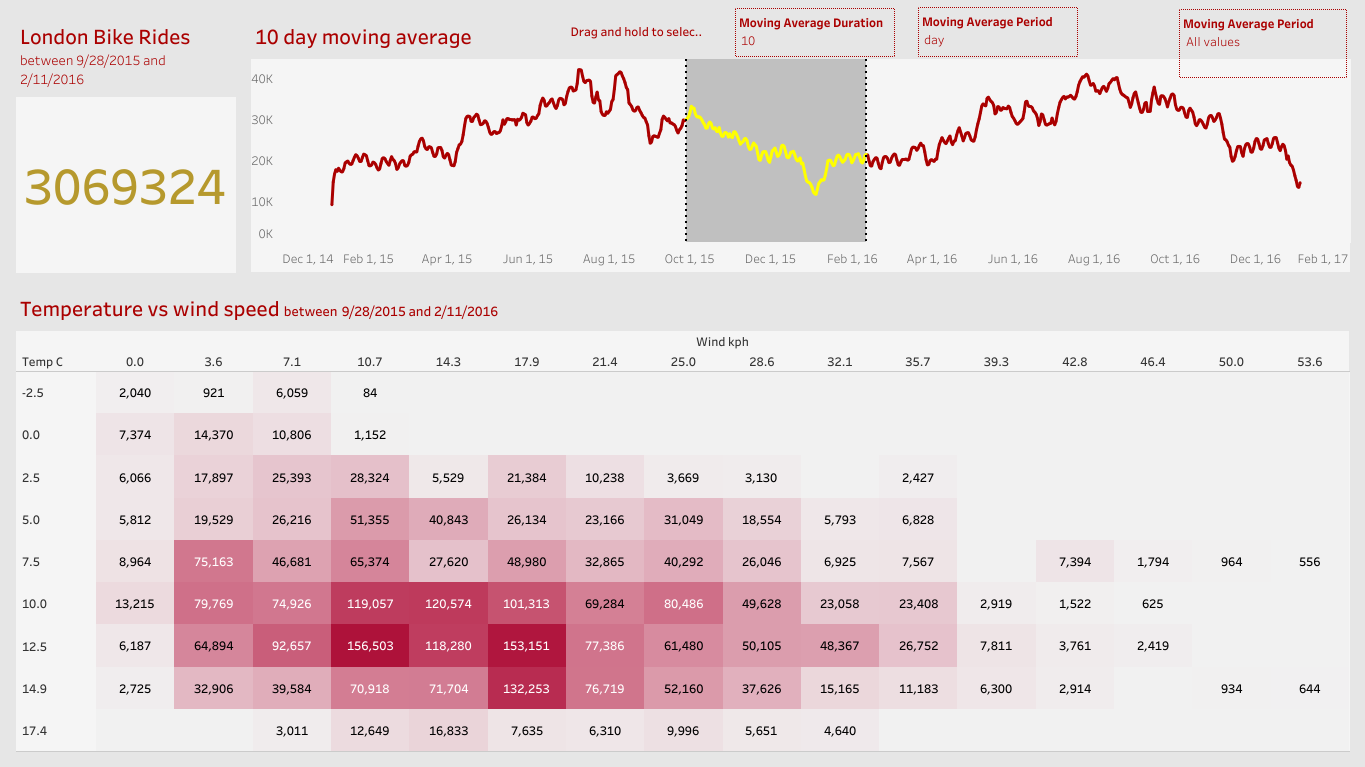 London Bike Rides
between 9/28/2015 and
2/11/2016
3069324
10 day moving average
Drag and hold to selec..
Moving Average Duration
10
Moving Average Period
day
Moving Average Period
All values
40K
30K
20K
10K
0K
Dec 1, 14 Feb 1, 15 Apr 1, 15 Jun 1, 15 Aug 1, 15 Oct 1, 15 Dec 1, 15 Feb 1, 16 Apr 1, 16 Jun 1, 16 Aug 1, 16 Oct 1, 16 Dec 1, 16 Feb 1, 17
Temperature vs wind speed between 9/28/2015 and 2/11/2016
Wind kph
Temp C 0.0 3.6 7.1 10.7 14.3 17.9 21.4 25.0 28.6 32.1 35.7 39.3 42.8 46.4 50.0 53.6
-2.5 2,040 921 6,059 84
0.0 7,374 14,370 10,806 1,152
2.5 6,066 17,897 25,393 28,324 5,529 21,384 10,238 3,669 3,130 2,427
5.0 5,812 19,529 26,216 51,355 40,843 26,134 23,166 31,049 18,554 5,793 6,828
7.5 8,964 75,163 46,681 65,374 27,620 48,980 32,865 40,292 26,046 6,925 7,567 7,394 1,794 964 556
10.0 13,215 79,769 74,926 119,057 120,574 101,313 69,284 80,486 49,628 23,058 23,408 2,919 1,522 625
12.5 6,187 64,894 92,657 156,503 118,280 153,151 77,386 61,480 50,105 48,367 26,752 7,811 3,761 2,419
14.9 2,725 32,906 39,584 70,918 71,704 132,253 76,719 52,160 37,626 15,165 11,183 6,300 2,914 934 644
17.4 3,011 12,649 16,833 7,635 6,310 9,996 5,651 4,640